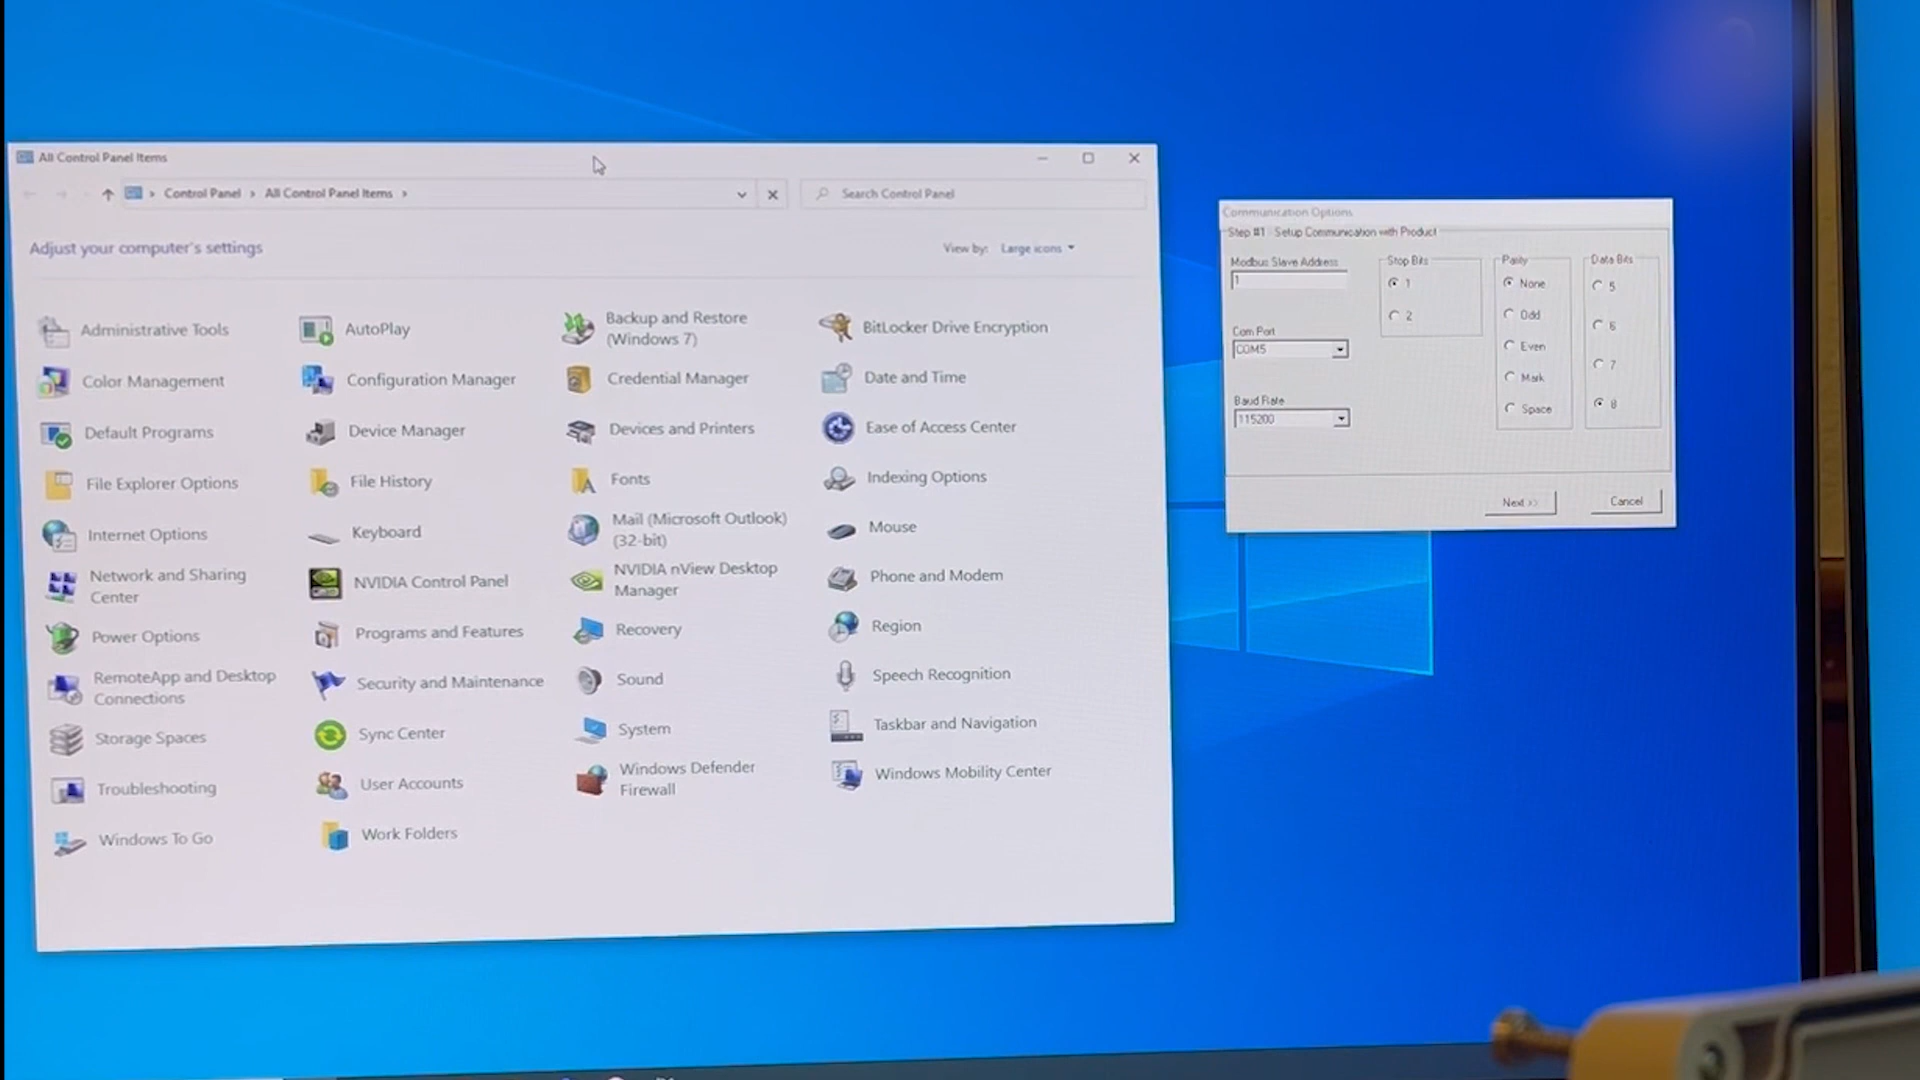 All Control Panel Items
Control Panel > All Control Panel Items >
Search Control Panel
Adjust your computer's settings
View by: Large icons
Administrative Tools
AutoPlay
Backup and Restore
(Windows 7)
BitLocker Drive Encryption
Color Management
Configuration Manager
Credential Manager
Date and Time
Default Programs
Device Manager
Devices and Printers
Ease of Access Center
File Explorer Options
File History
Fonts
Indexing Options
Internet Options
Keyboard
Mail (Microsoft Outlook)
(32-bit)
Mouse
Network and Sharing
Center
NVIDIA Control Panel
NVIDIA nView Desktop
Manager
Phone and Modem
Power Options
Programs and Features
Recovery
Region
RemoteApp and Desktop
Connections
Security and Maintenance
Sound
Speech Recognition
Storage Spaces
Sync Center
System
Taskbar and Navigation
Troubleshooting
User Accounts
Windows Defender
Firewall
Windows Mobility Center
Windows To Go
Work Folders
Communication Options
Step #1 - Setup Communication with Product
Modbus Slave Address
1
Com Port
COM5
Baud Rate
115200
Stop Bits
1
2
Parity
None
Odd
Even
Mark
Space
Data Bits
5
6
7
8
Next >>
Cancel